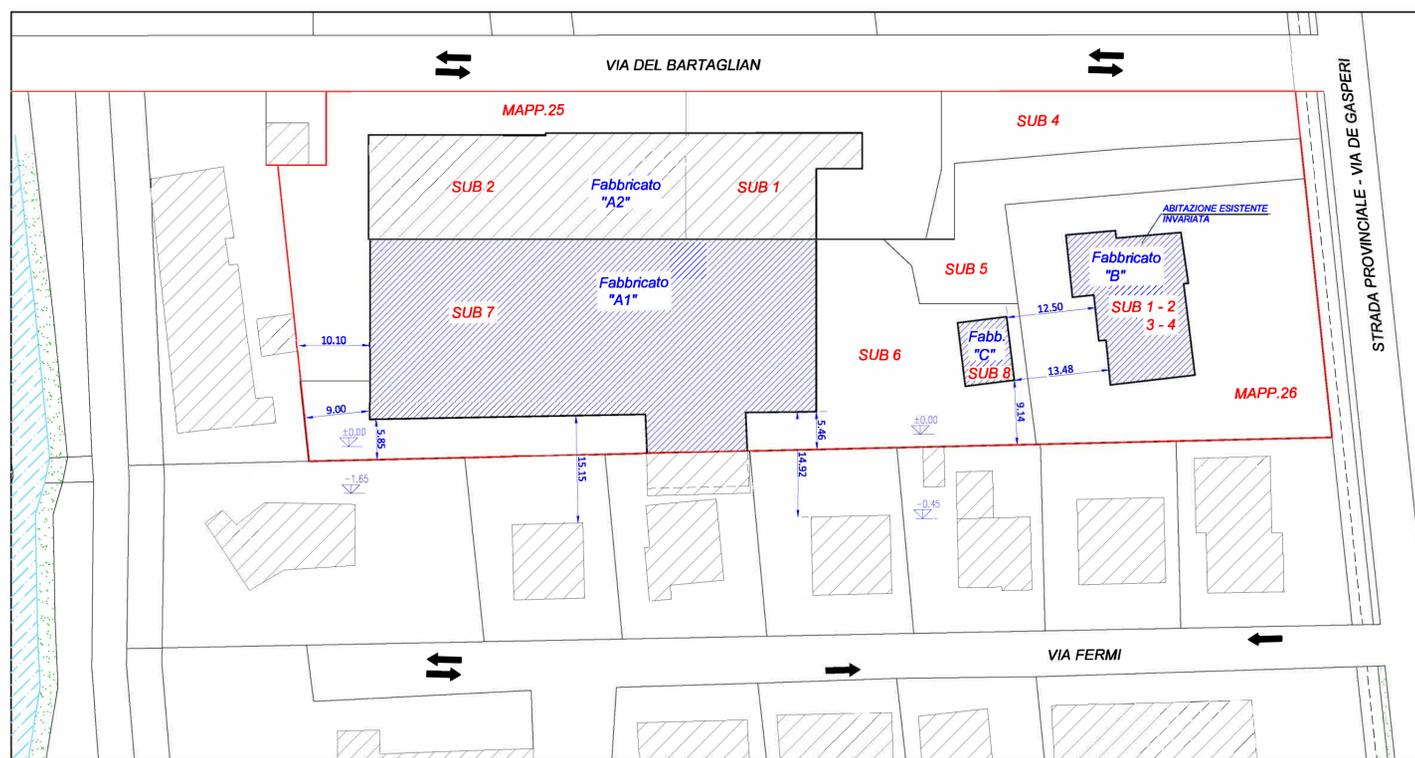 VIA DEL BARTAGLIAN
STRADA PROVINCIALE - VIA DE GASPERI
MAPP.25
SUB 4
SUB 2
Fabbricato
"A2"
SUB 1
ABITAZIONE ESISTENTE
INVARIATA
Fabbricato
"B"
SUB 5
SUB 1 - 2
3 - 4
Fabbricato
"A1"
SUB 7
12.50
10.10
Fabb.
"C"
SUB 8
SUB 6
13.48
MAPP.26
9.00
9.14
±0.00
5.85
5.46
±0.00
15.15
14.92
-1.65
-0.45
VIA FERMI